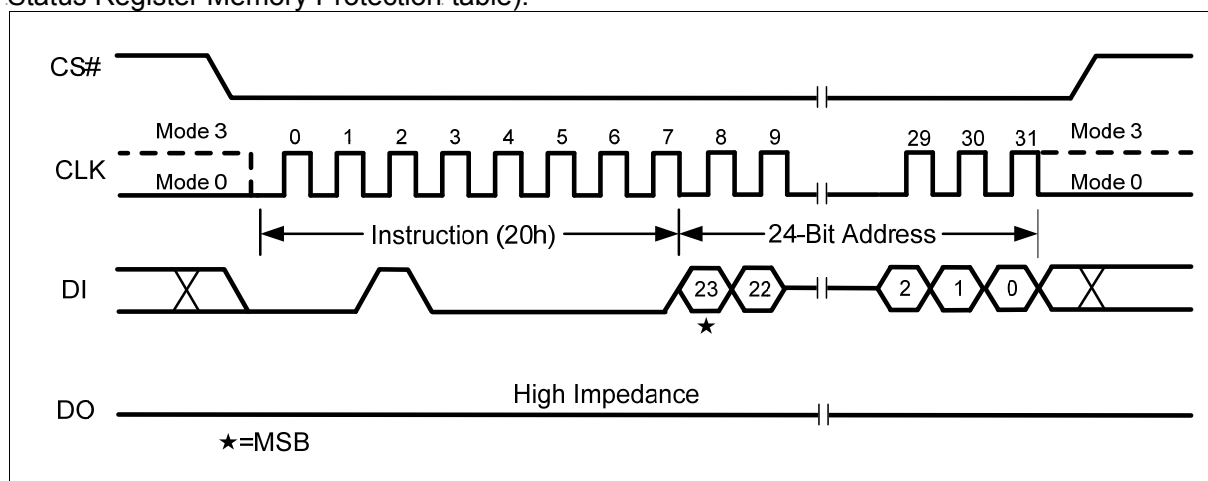 Status Register Memory Protection table).
CS#
Mode 3 0 1 2 3 4 5 6 7 8 9 29 30 31 Mode 3
CLK
Mode 0 Mode 0
Instruction (20h) 24-Bit Address
DI 23 22 2 1 0
★
High Impedance
DO
★=MSB